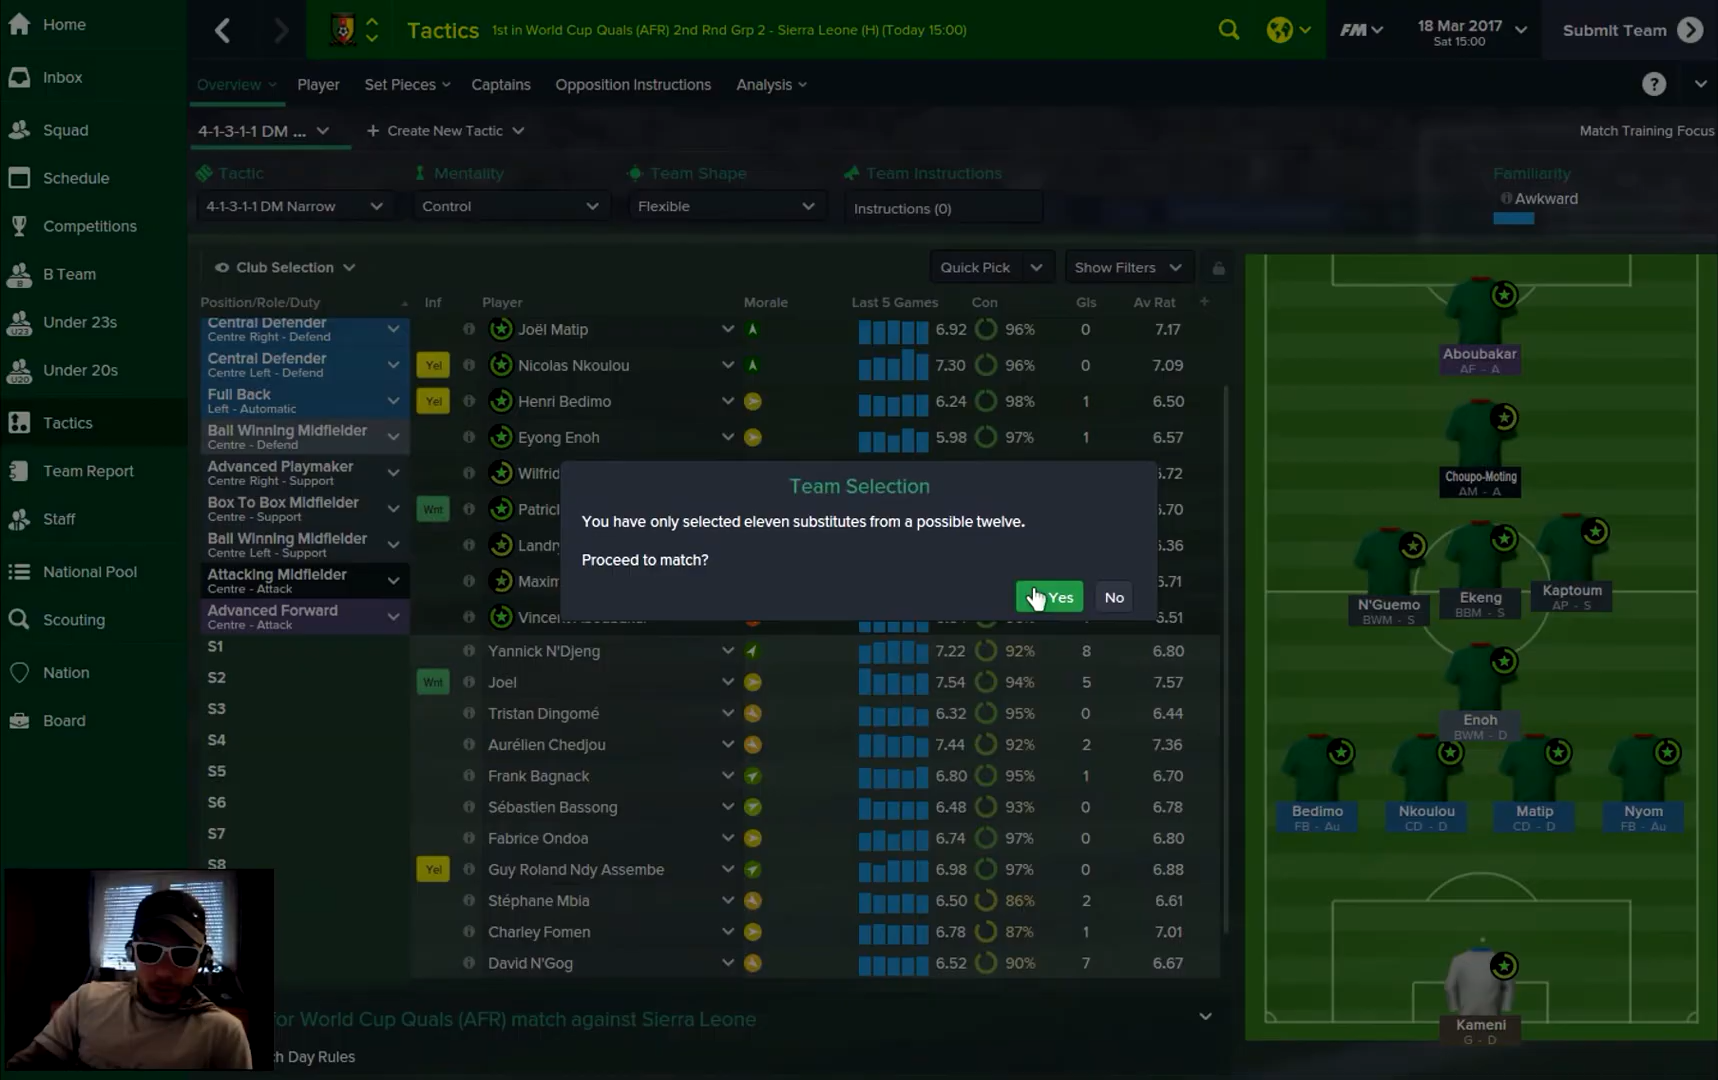 Home
Inbox
Squad
Schedule
Competitions
B Team
Under 23s
Under 20s
Tactics
Team Report
Staff
National Pool
Scouting
Nation
Board
Tactics 1st in World Cup Quals (AFR) 2nd Rnd Grp 2 - Sierra Leone (H) (Today 15:00)
FM
18 Mar 2017
Sat 15:00
Submit Team
Overview Player Set Pieces Captains Opposition Instructions Analysis
?
4-1-3-1-1 DM ... + Create New Tactic
Match Training Focus
Tactic Mentality Team Shape Team Instructions
4-1-3-1-1 DM Narrow Control Flexible Instructions (0)
Familiarity
Awkward
Club Selection Quick Pick Show Filters
Position/Role/Duty Inf Player Morale Last 5 Games Con Gls Av Rat +
Central Defender
Centre Right - Defend
Joël Matip 6.92 96% 0 7.17
Central Defender
Centre Left - Defend
Yel Nicolas Nkoulou 7.30 96% 0 7.09
Full Back
Left - Automatic
Yel Henri Bedimo 6.24 98% 1 6.50
Ball Winning Midfielder
Centre - Defend
Eyong Enoh 5.98 97% 1 6.57
Advanced Playmaker
Centre Right - Support
Wilfrid .72
Box To Box Midfielder
Centre - Support
Wnt Patrick .70
Ball Winning Midfielder
Centre Left - Support
Landry .36
Attacking Midfielder
Centre - Attack
Maxim .71
Advanced Forward
Centre - Attack
Vincent Aboubakar .51
Team Selection
You have only selected eleven substitutes from a possible twelve.
Proceed to match?
Yes No
S1 Yannick N'Djeng 7.22 92% 8 6.80
S2 Wnt Joel 7.54 94% 5 7.57
S3 Tristan Dingomé 6.32 95% 0 6.44
S4 Aurélien Chedjou 7.44 92% 2 7.36
S5 Frank Bagnack 6.80 95% 1 6.70
S6 Sébastien Bassong 6.48 93% 0 6.78
S7 Fabrice Ondoa 6.74 97% 0 6.80
S8 Yel Guy Roland Ndy Assembe 6.98 97% 0 6.88
Stéphane Mbia 6.50 86% 2 6.61
Charley Fomen 6.78 87% 1 7.01
David N'Gog 6.52 90% 7 6.67
for World Cup Quals (AFR) match against Sierra Leone
ch Day Rules
Aboubakar
AF - A
Choupo-Moting
AM - A
N'Guemo
BWM - S
Ekeng
BBM - S
Kaptoum
AP - S
Enoh
BWM - D
Bedimo
FB - Au
Nkoulou
CD - D
Matip
CD - D
Nyom
FB - Au
Kameni
G - D